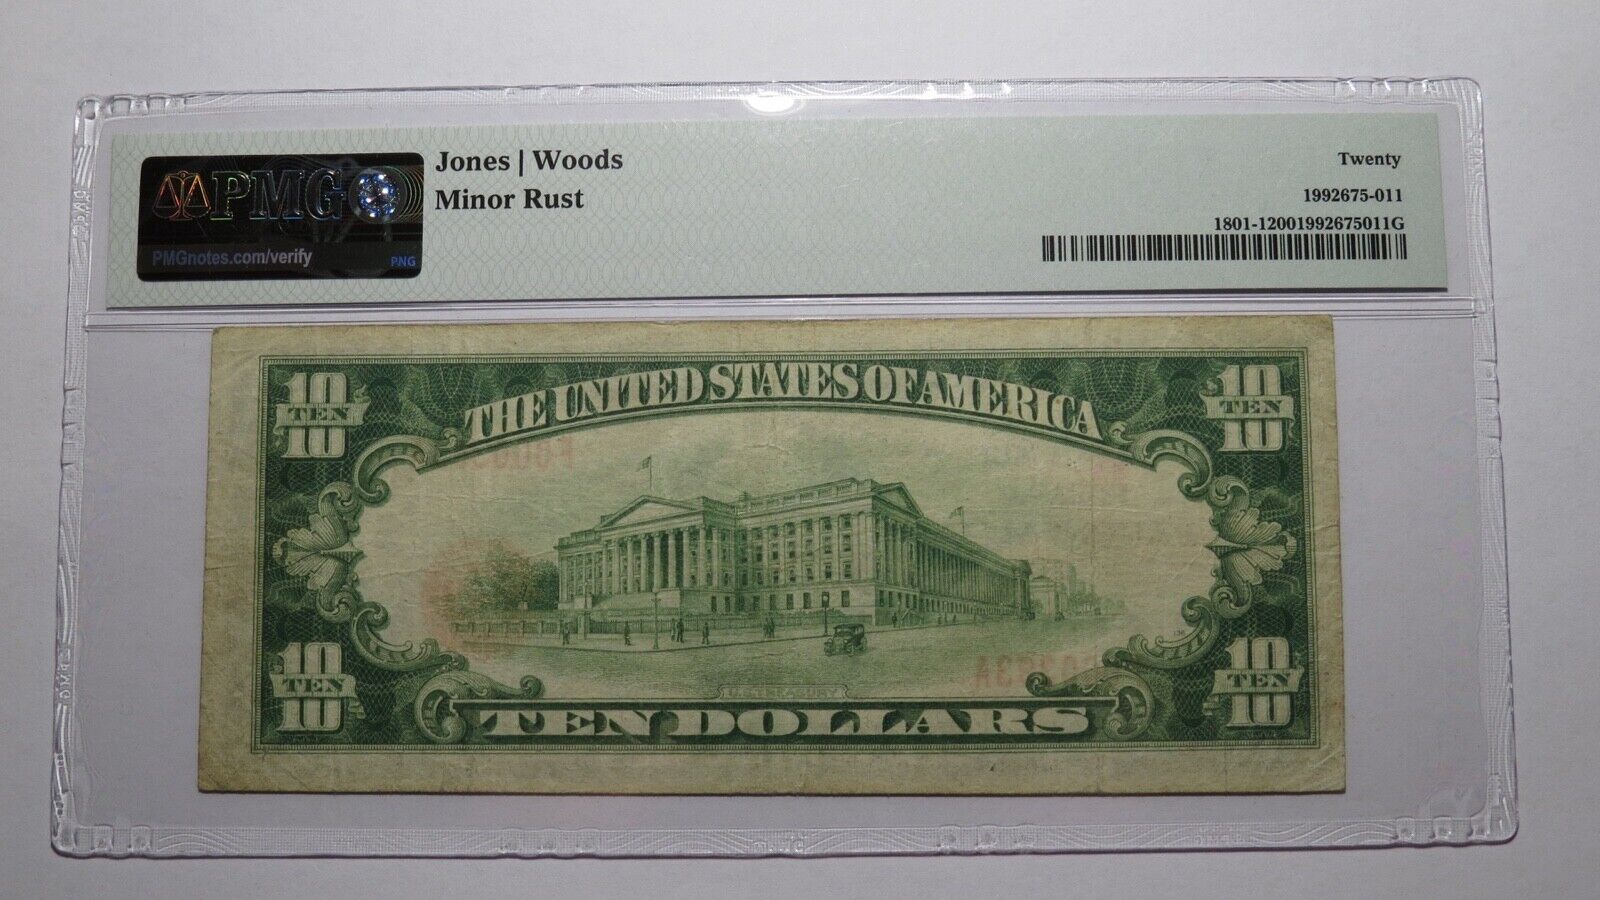 PMG
PMGnotes.com/verify
PNG
Jones | Woods
Minor Rust
Twenty
1992675-011
1801-12001992675011G
10 TEN 10
THE UNITED STATES OF AMERICA
10 TEN 10
10 TEN 10
TEN DOLLARS
10 TEN 10